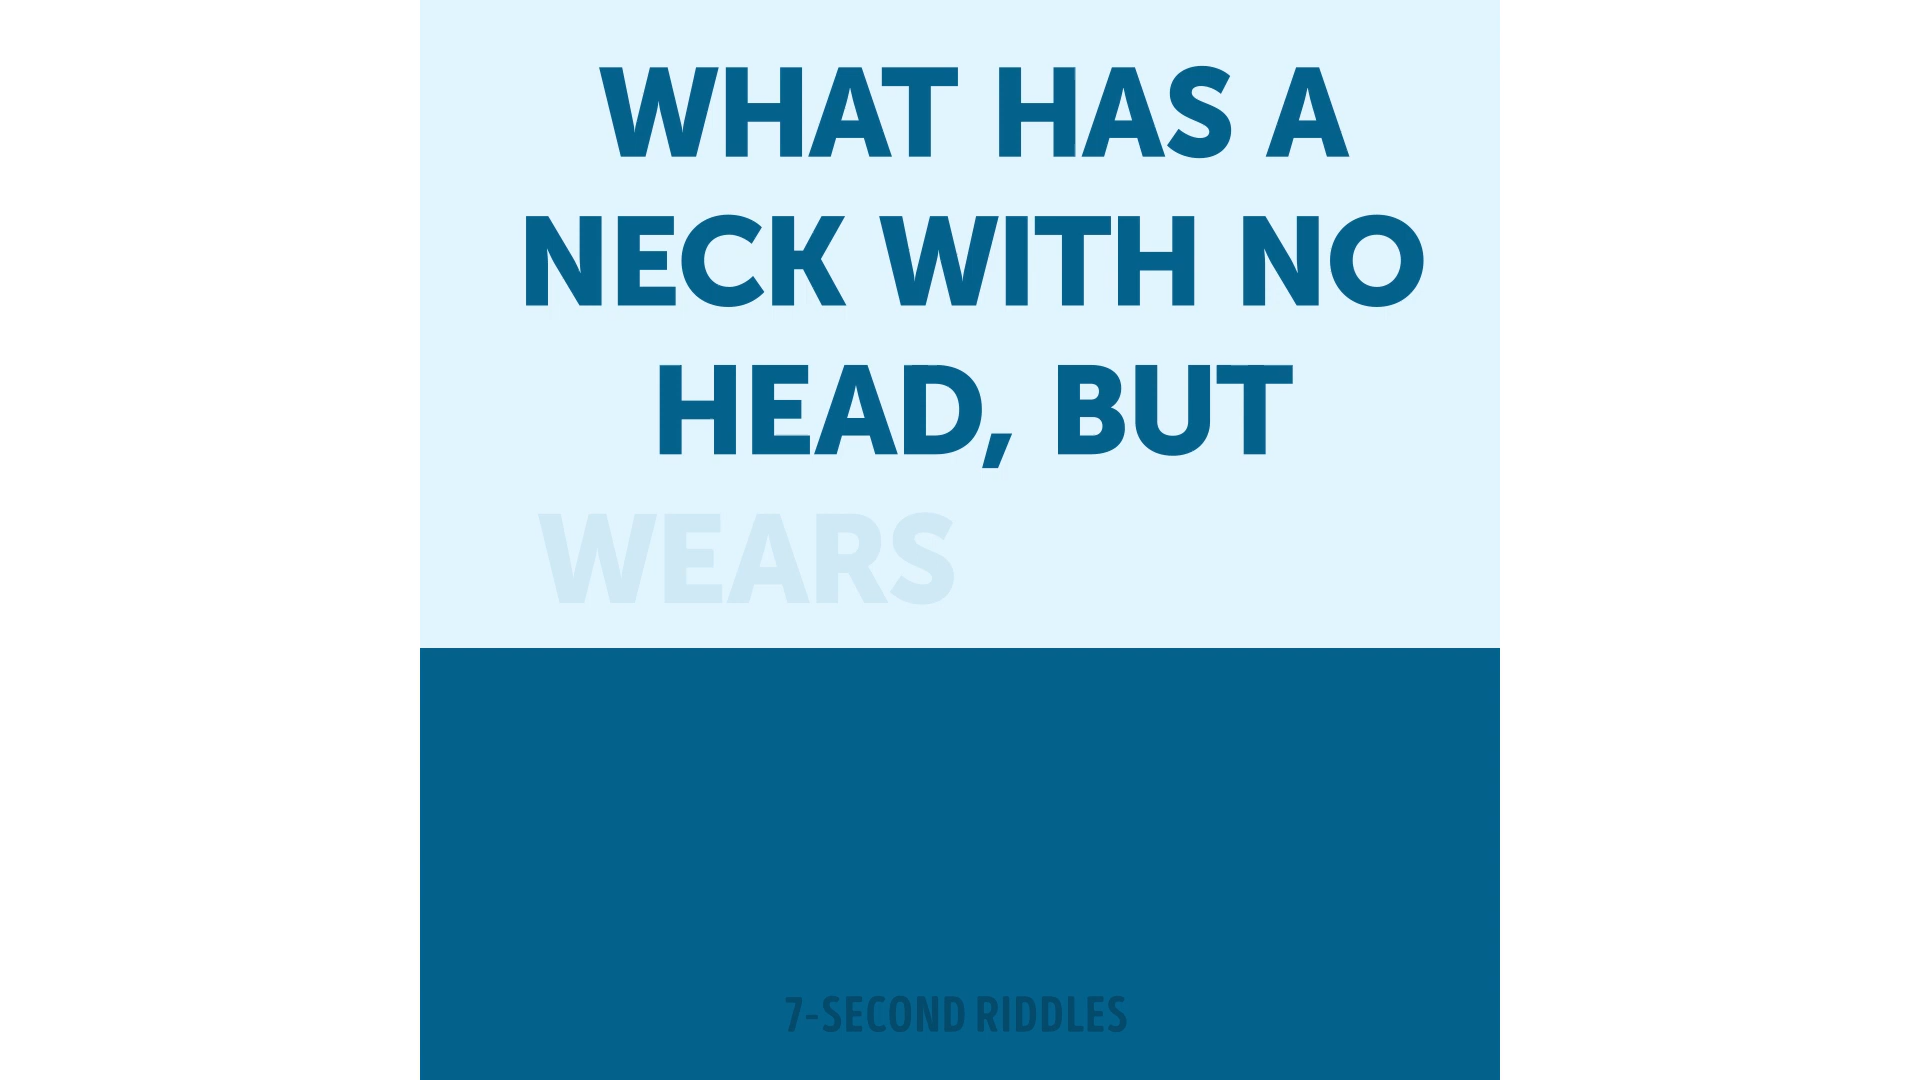 WHAT HAS A
NECK WITH NO
HEAD, BUT
WEARS
7-SECOND RIDDLES